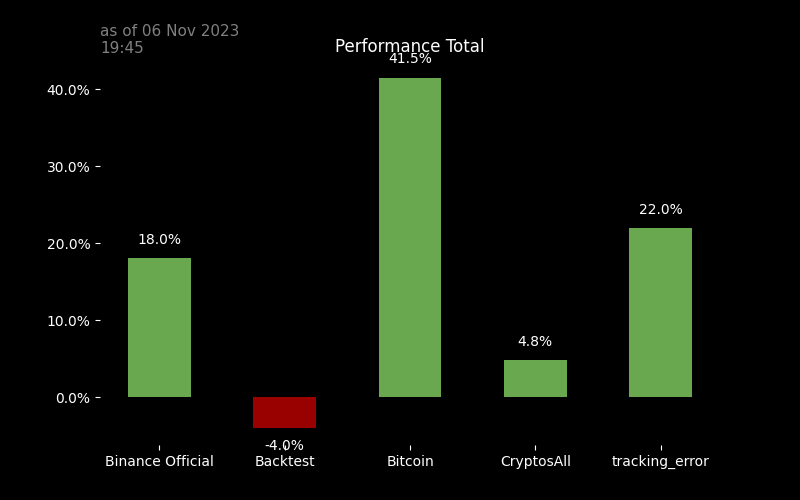 as of 06 Nov 2023
19:45
Performance Total
41.5%
40.0%
30.0%
22.0%
20.0%
18.0%
10.0%
4.8%
0.0%
-4.0%
Binance Official
Backtest
Bitcoin
CryptosAll
tracking_error